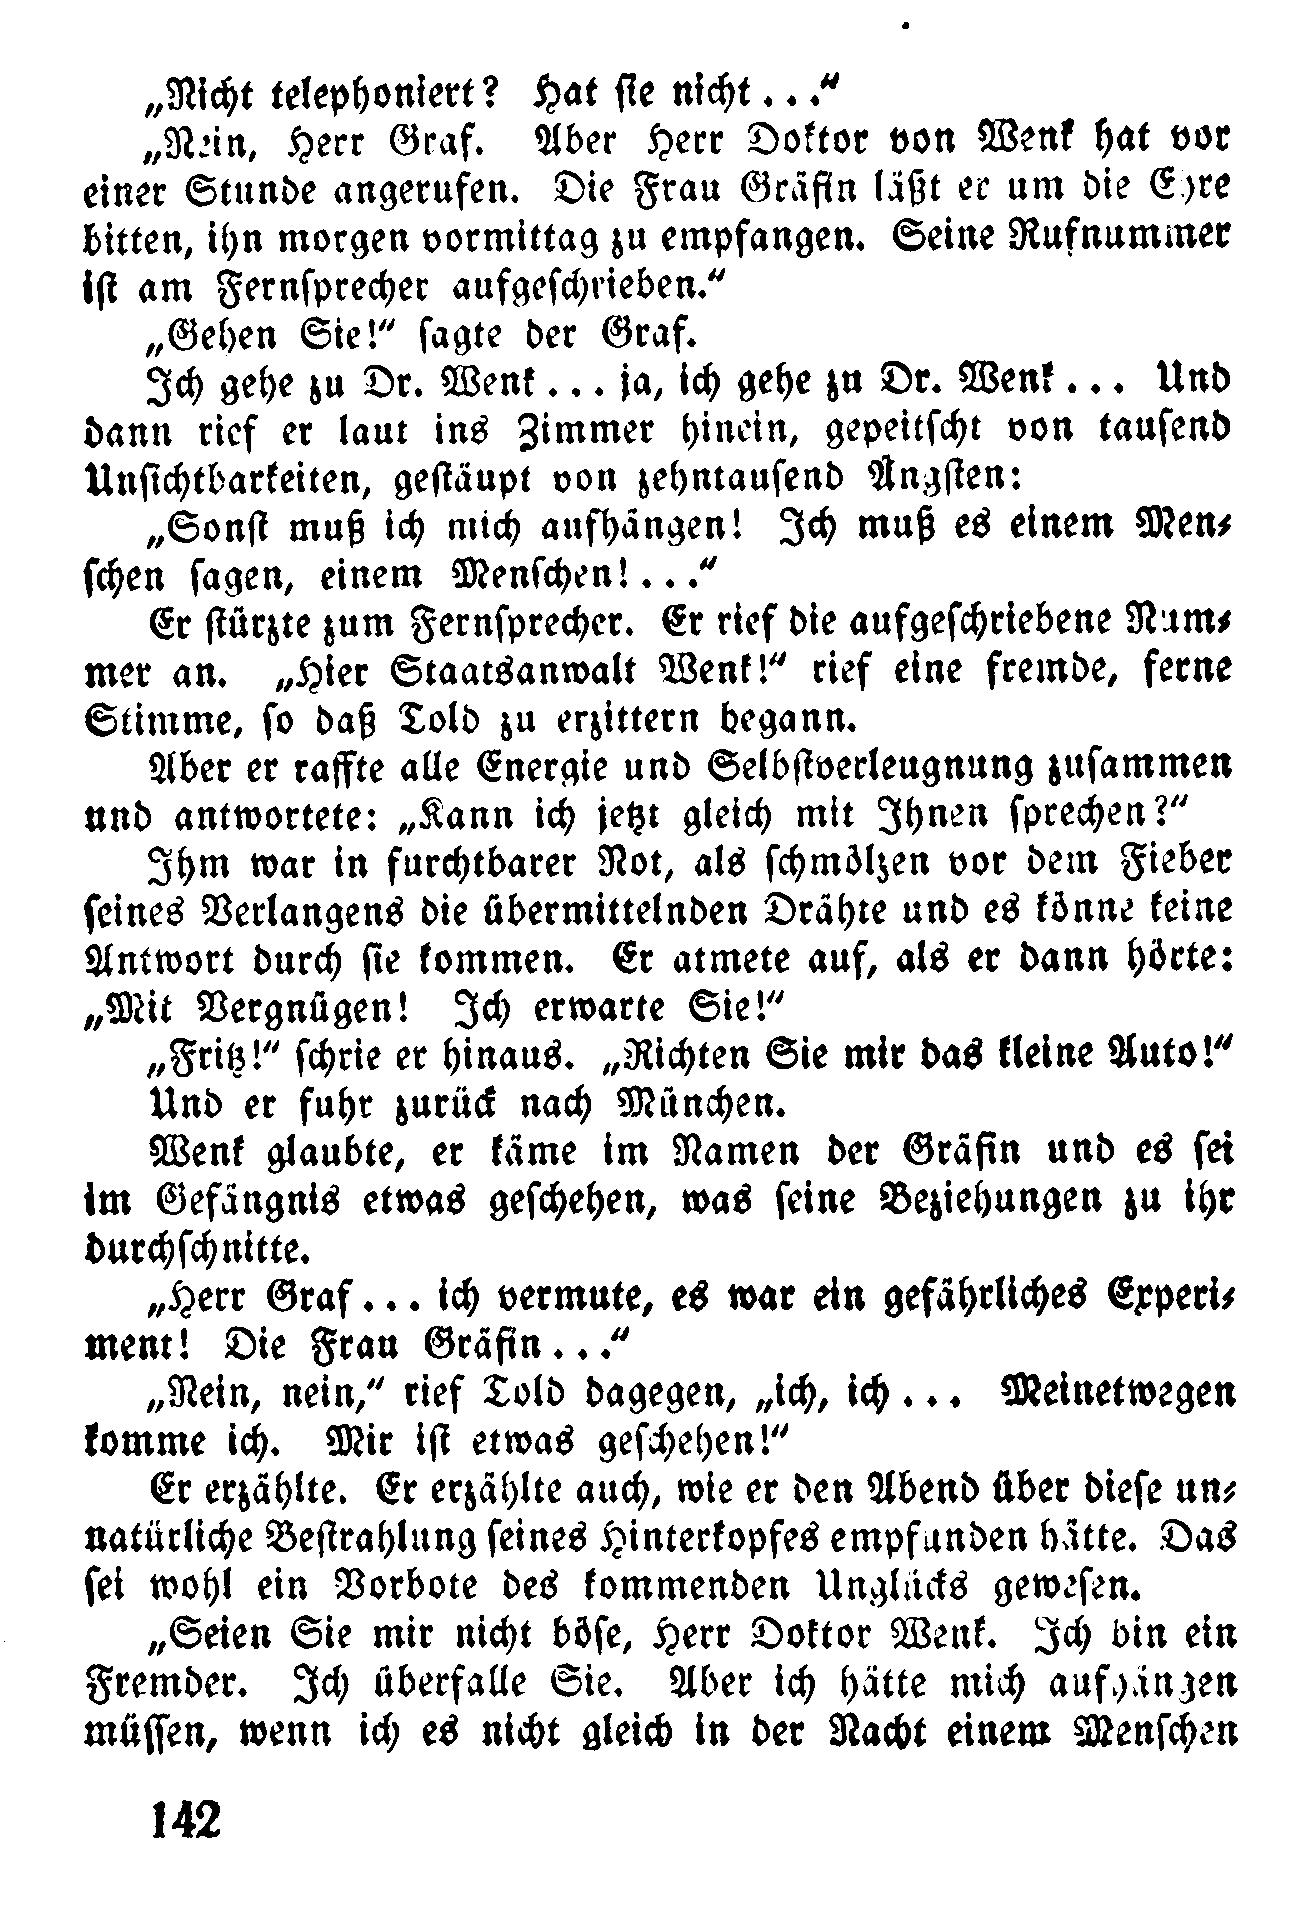 „Nicht telephoniert? Hat sie nicht . . .“
„Nein, Herr Graf. Aber Herr Doktor von Wenk hat vor
einer Stunde angerufen. Die Frau Gräfin läßt er um die Ehre
bitten, ihn morgen vormittag zu empfangen. Seine Rufnummer
ist am Fernsprecher aufgeschrieben.“
„Gehen Sie!“ sagte der Graf.
Ich gehe zu Dr. Wenk . . . ja, ich gehe zu Dr. Wenk . . . Und
dann rief er laut ins Zimmer hinein, gepeitscht von tausend
Unsichtbarkeiten, gestäupt von zehntausend Ängsten:
„Sonst muß ich mich aufhängen! Ich muß es einem Men-
schen sagen, einem Menschen! . . .“
Er stürzte zum Fernsprecher. Er rief die aufgeschriebene Num-
mer an. „Hier Staatsanwalt Wenk!“ rief eine fremde, ferne
Stimme, so daß Told zu erzittern begann.
Aber er raffte alle Energie und Selbstverleugnung zusammen
und antwortete: „Kann ich jetzt gleich mit Ihnen sprechen?“
Ihm war in furchtbarer Not, als schmölzen vor dem Fieber
seines Verlangens die übermittelnden Drähte und es könne keine
Antwort durch sie kommen. Er atmete auf, als er dann hörte:
„Mit Vergnügen! Ich erwarte Sie!“
„Fritz!“ schrie er hinaus. „Richten Sie mir das kleine Auto!“
Und er fuhr zurück nach München.
Wenk glaubte, er käme im Namen der Gräfin und es sei
im Gefängnis etwas geschehen, was seine Beziehungen zu ihr
durchschnitte.
„Herr Graf . . . ich vermute, es war ein gefährliches Experi-
ment! Die Frau Gräfin . . .“
„Nein, nein,“ rief Told dagegen, „ich, ich . . . Meinetwegen
komme ich. Mir ist etwas geschehen!“
Er erzählte. Er erzählte auch, wie er den Abend über diese un-
natürliche Bestrahlung seines Hinterkopfes empfunden hätte. Das
sei wohl ein Vorbote des kommenden Unglücks gewesen.
„Seien Sie mir nicht böse, Herr Doktor Wenk. Ich bin ein
Fremder. Ich überfalle Sie. Aber ich hätte mich aufhängen
müssen, wenn ich es nicht gleich in der Nacht einem Menschen
142